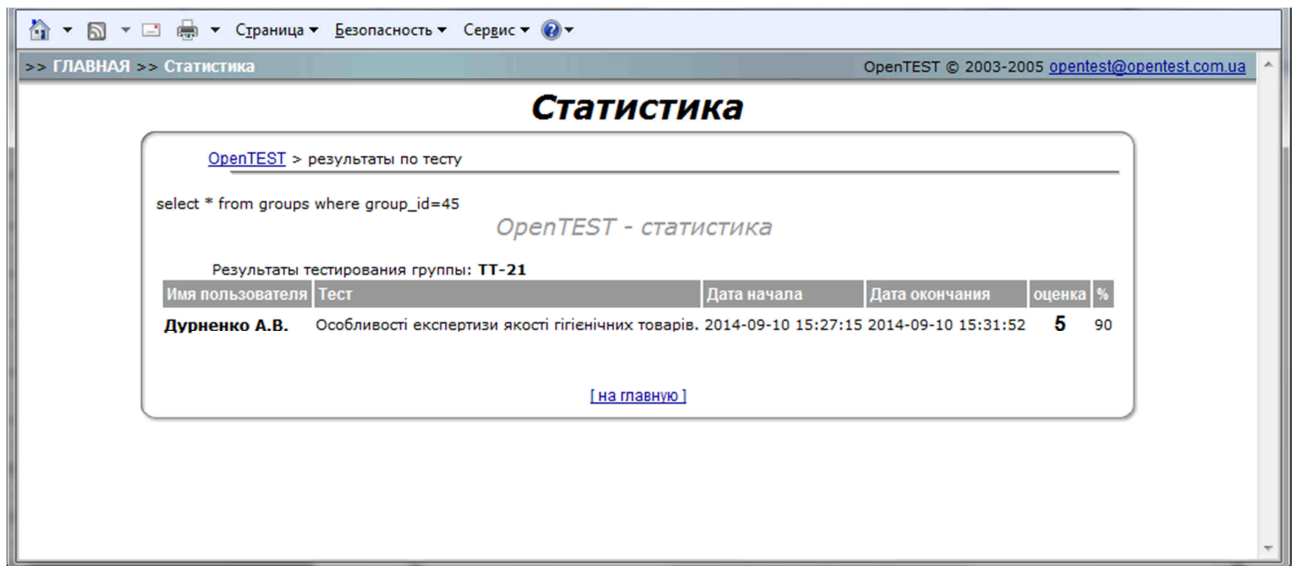 Страница Безопасность Сервис
>> ГЛАВНАЯ >> Статистика OpenTEST © 2003-2005 opentest@opentest.com.ua
Статистика
OpenTEST > результаты по тесту
select * from groups where group_id=45
OpenTEST - статистика
Результаты тестирования группы: ТТ-21
Имя пользователя Тест Дата начала Дата окончания оценка %
Дурненко А.В. Особливості експертизи якості гігієнічних товарів. 2014-09-10 15:27:15 2014-09-10 15:31:52 5 90
[ на главную ]